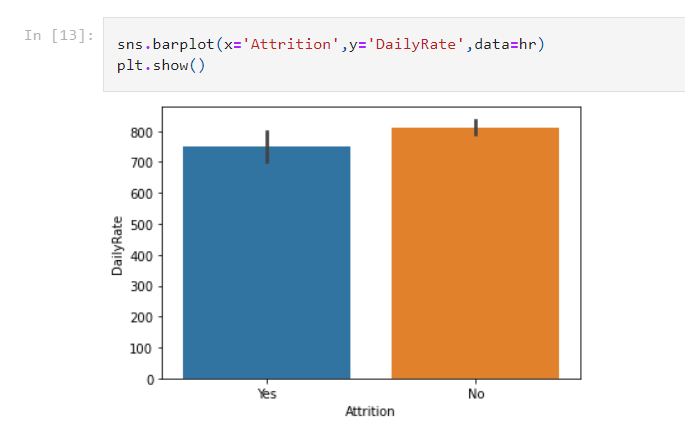 In [13]:
sns.barplot(x='Attrition',y='DailyRate',data=hr)
plt.show()
800
700
600
500
400
300
200
100
0
DailyRate
Yes No
Attrition